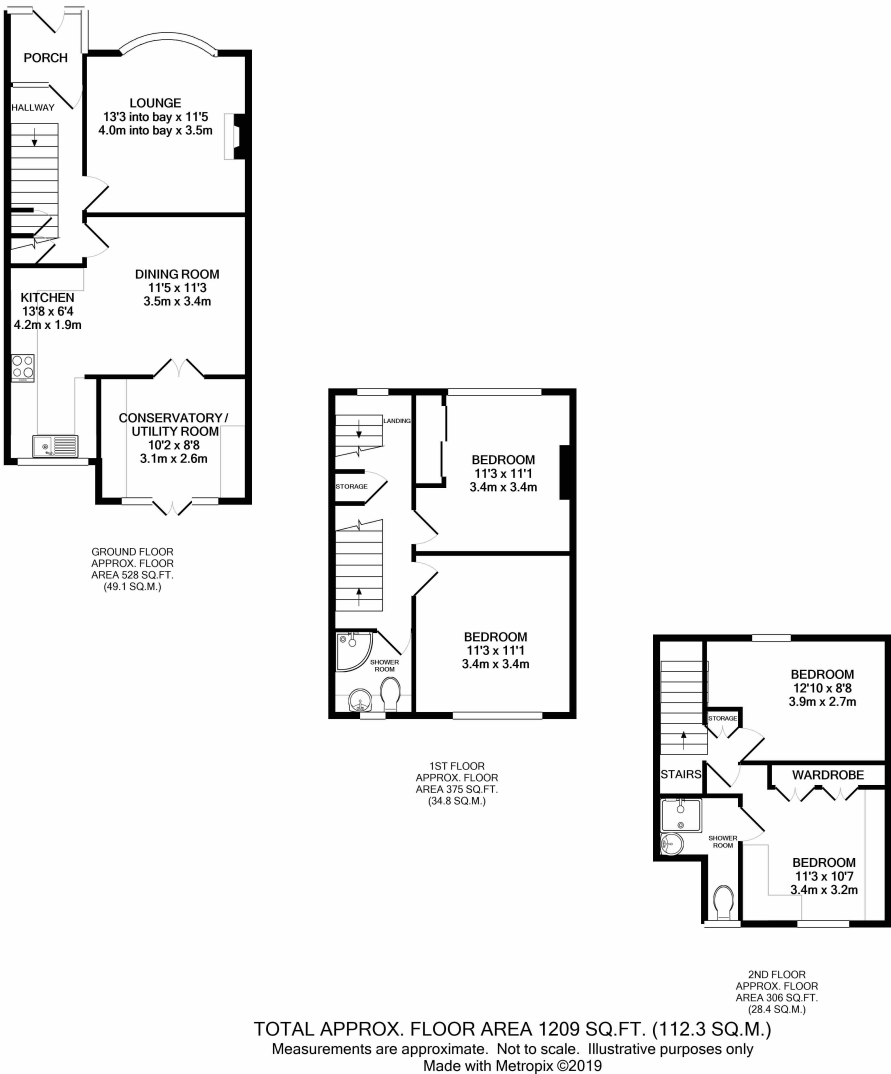 PORCH
HALLWAY
LOUNGE
13'3 into bay x 11'5
4.0m into bay x 3.5m
DINING ROOM
11'5 x 11'3
3.5m x 3.4m
KITCHEN
13'8 x 6'4
4.2m x 1.9m
CONSERVATORY /
UTILITY ROOM
10'2 x 8'8
3.1m x 2.6m
GROUND FLOOR
APPROX. FLOOR
AREA 528 SQ.FT.
(49.1 SQ.M.)
LANDING
STORAGE
BEDROOM
11'3 x 11'1
3.4m x 3.4m
BEDROOM
11'3 x 11'1
3.4m x 3.4m
SHOWER
ROOM
1ST FLOOR
APPROX. FLOOR
AREA 375 SQ.FT.
(34.8 SQ.M.)
BEDROOM
12'10 x 8'8
3.9m x 2.7m
STORAGE
STAIRS
WARDROBE
SHOWER
ROOM
BEDROOM
11'3 x 10'7
3.4m x 3.2m
2ND FLOOR
APPROX. FLOOR
AREA 306 SQ.FT.
(28.4 SQ.M.)
TOTAL APPROX. FLOOR AREA 1209 SQ.FT. (112.3 SQ.M.)
Measurements are approximate. Not to scale. Illustrative purposes only
Made with Metropix ©2019